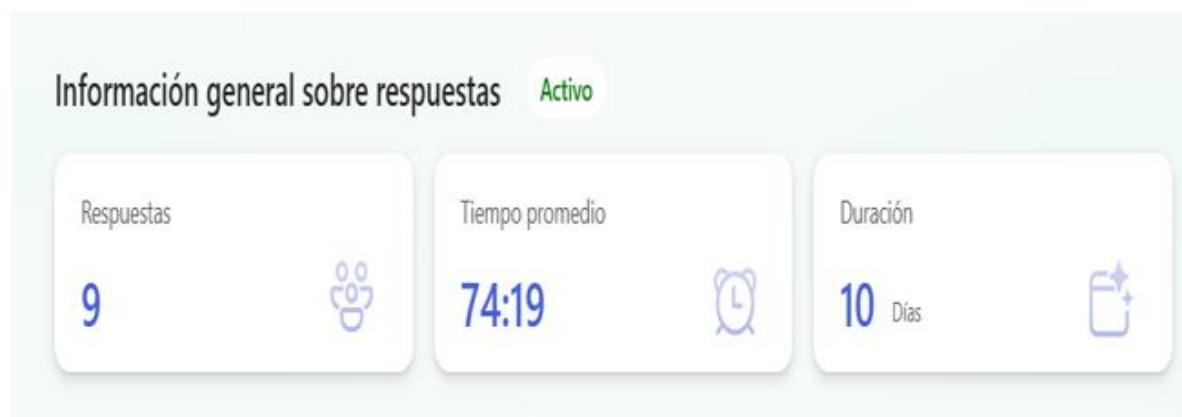 Información general sobre respuestas Activo
Respuestas
9
Tiempo promedio
74:19
Duración
10 Días